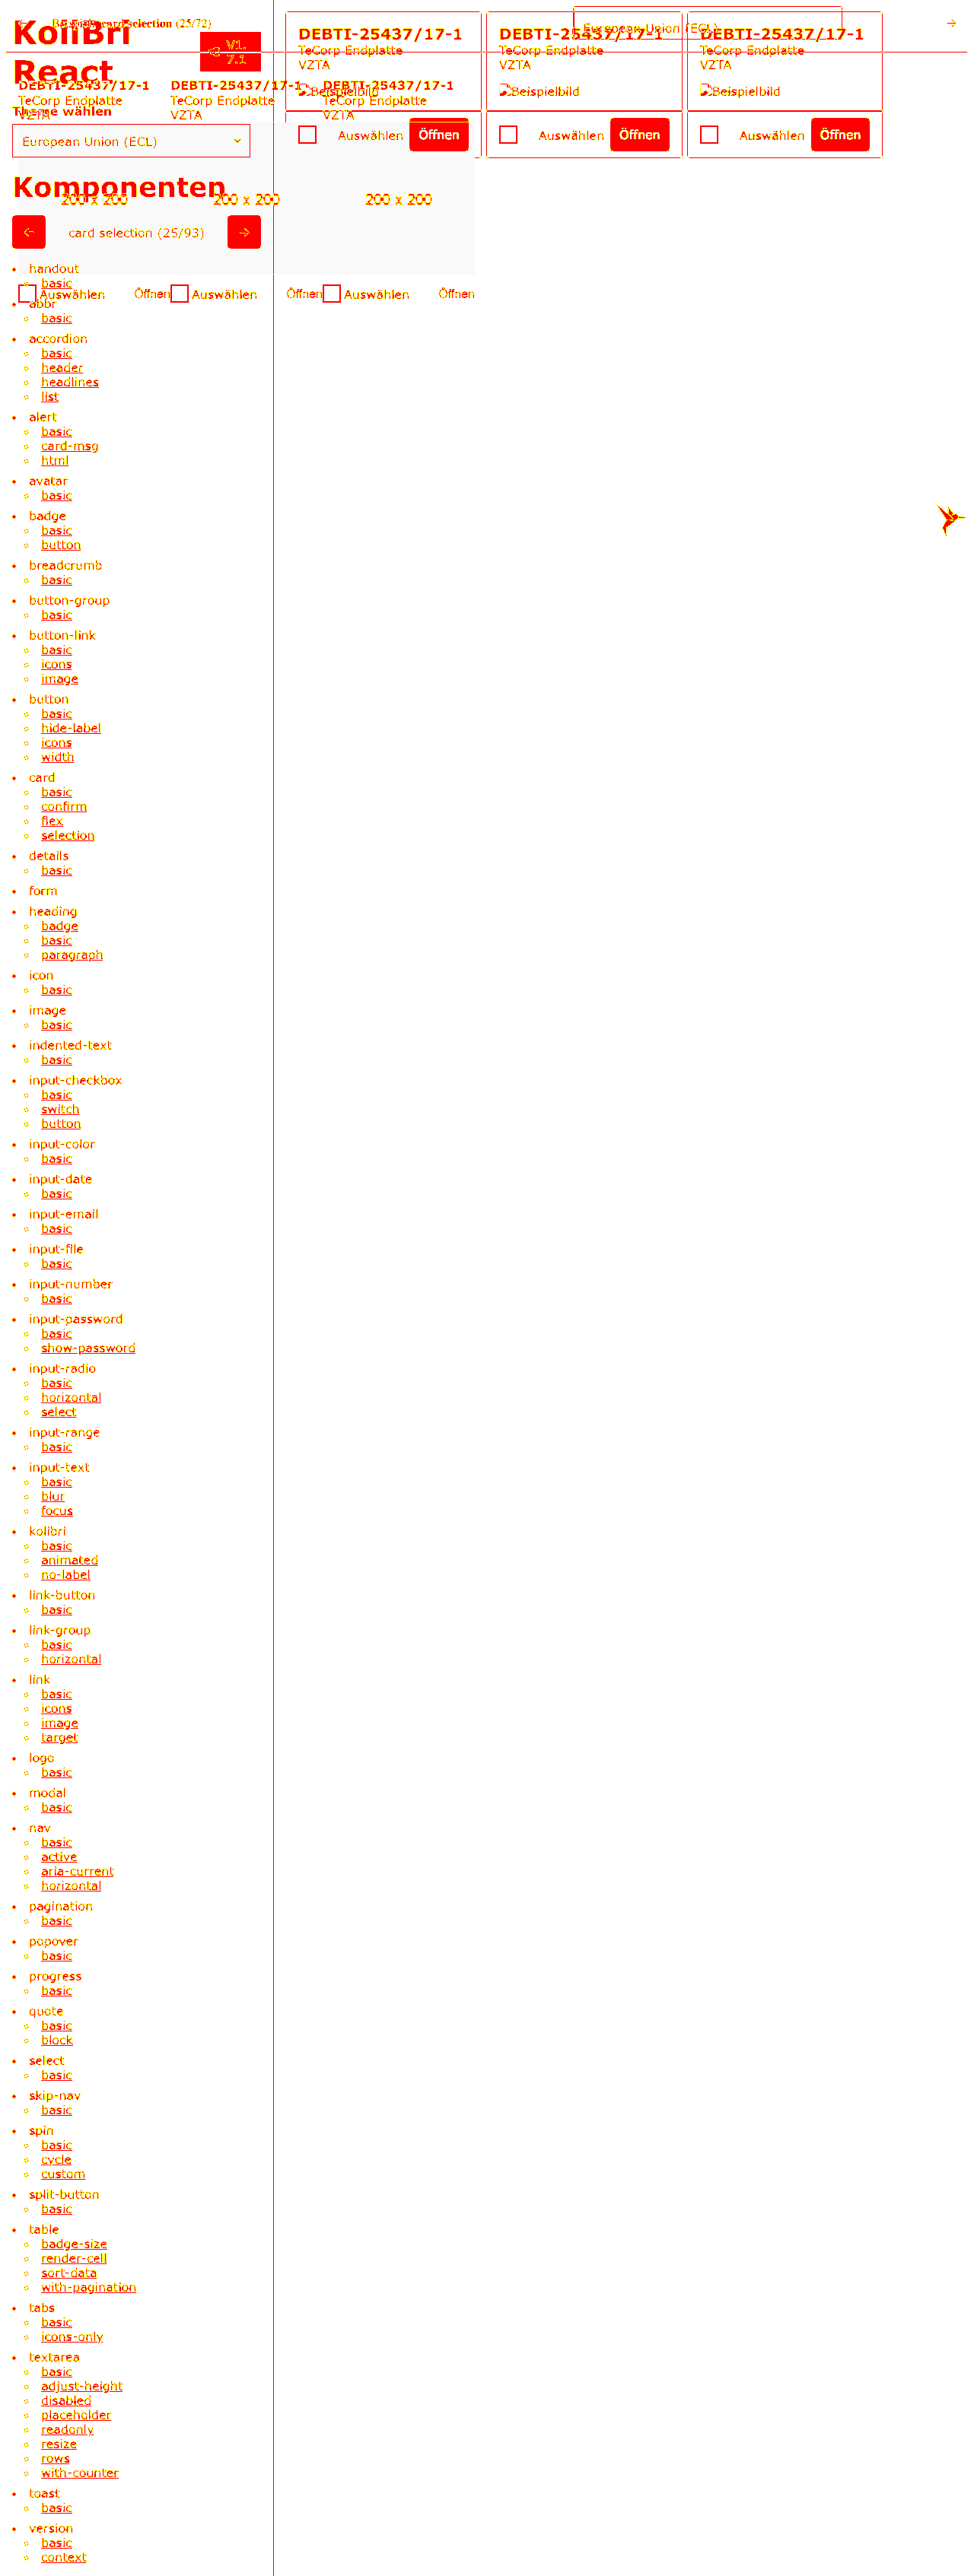 KoliBri
React
V1.
7.1
Beispiel: card selection (25/72)
European Union (ECL)
DEBTI-25437/17-1
TeCorp Endplatte
VZTA
Beispielbild
Auswählen
Öffnen
DEBTI-25437/17-1
TeCorp Endplatte
VZTA
Beispielbild
Auswählen
Öffnen
DEBTI-25437/17-1
TeCorp Endplatte
VZTA
Beispielbild
Auswählen
Öffnen
DEBTI-25437/17-1
TeCorp Endplatte
VZTA
200 x 200
Auswählen
Öffnen
DEBTI-25437/17-1
TeCorp Endplatte
VZTA
200 x 200
Auswählen
Öffnen
DEBTI-25437/17-1
TeCorp Endplatte
VZTA
200 x 200
Auswählen
Öffnen
Theme wählen
European Union (ECL)
Komponenten
card selection (25/93)
handout
basic
abbr
basic
accordion
basic
header
headlines
list
alert
basic
card-msg
html
avatar
basic
badge
basic
button
breadcrumb
basic
button-group
basic
button-link
basic
icons
image
button
basic
hide-label
icons
width
card
basic
confirm
flex
selection
details
basic
form
heading
badge
basic
paragraph
icon
basic
image
basic
indented-text
basic
input-checkbox
basic
switch
button
input-color
basic
input-date
basic
input-email
basic
input-file
basic
input-number
basic
input-password
basic
show-password
input-radio
basic
horizontal
select
input-range
basic
input-text
basic
blur
focus
kolibri
basic
animated
no-label
link-button
basic
link-group
basic
horizontal
link
basic
icons
image
target
logo
basic
modal
basic
nav
basic
active
aria-current
horizontal
pagination
basic
popover
basic
progress
basic
quote
basic
block
select
basic
skip-nav
basic
spin
basic
cycle
custom
split-button
basic
table
badge-size
render-cell
sort-data
with-pagination
tabs
basic
icons-only
textarea
basic
adjust-height
disabled
placeholder
readonly
resize
rows
with-counter
toast
basic
version
basic
context